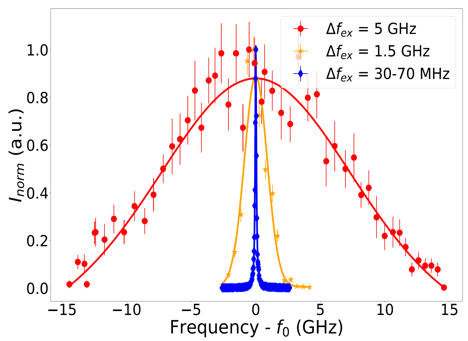 Δf_ex = 5 GHz
Δf_ex = 1.5 GHz
Δf_ex = 30-70 MHz
I_norm (a.u.)
1.0
0.8
0.6
0.4
0.2
0.0
−15 −10 −5 0 5 10 15
Frequency - f_0 (GHz)